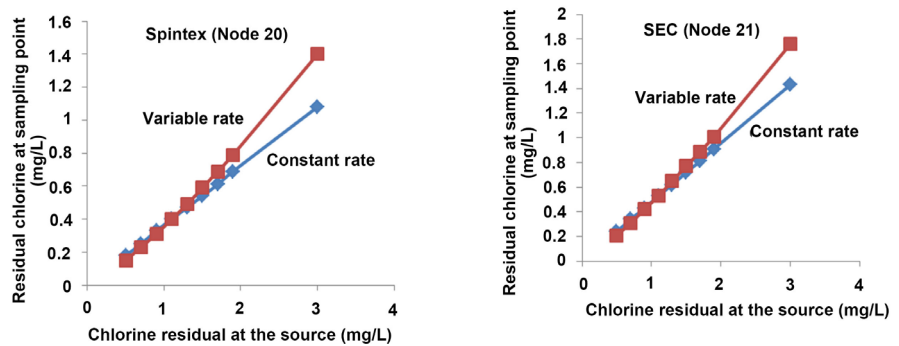 Residual chlorine at sampling point
(mg/L)
1.6
1.4
1.2
1
0.8
0.6
0.4
0.2
0
Spintex (Node 20)
Variable rate
Constant rate
0
1
2
3
4
Chlorine residual at the source (mg/L)
Residual chlorine at sampling point
(mg/L)
2
1.8
1.6
1.4
1.2
1
0.8
0.6
0.4
0.2
0
SEC (Node 21)
Variable rate
Constant rate
0
1
2
3
4
Chlorine residual at the source (mg/L)